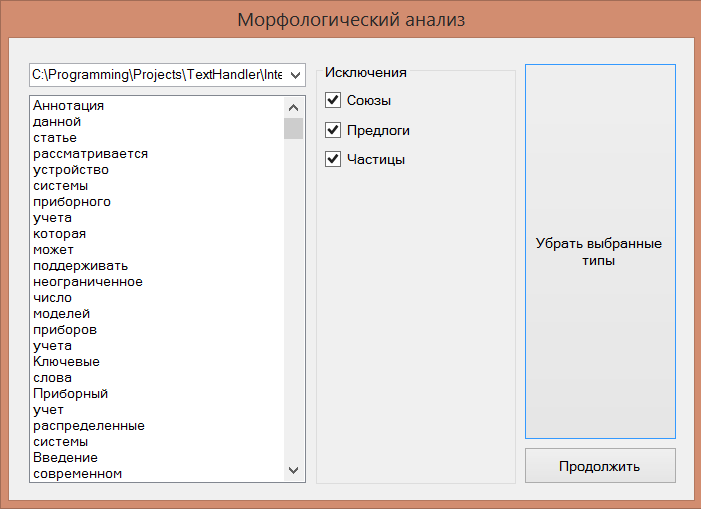 Морфологический анализ
C:\Programming\Projects\TextHandler\Inte
Аннотация
данной
статье
рассматривается
устройство
системы
приборного
учета
которая
может
поддерживать
неограниченное
число
моделей
приборов
учета
Ключевые
слова
Приборный
учет
распределенные
системы
Введение
современном
Исключения
Союзы
Предлоги
Частицы
Убрать выбранные
типы
Продолжить